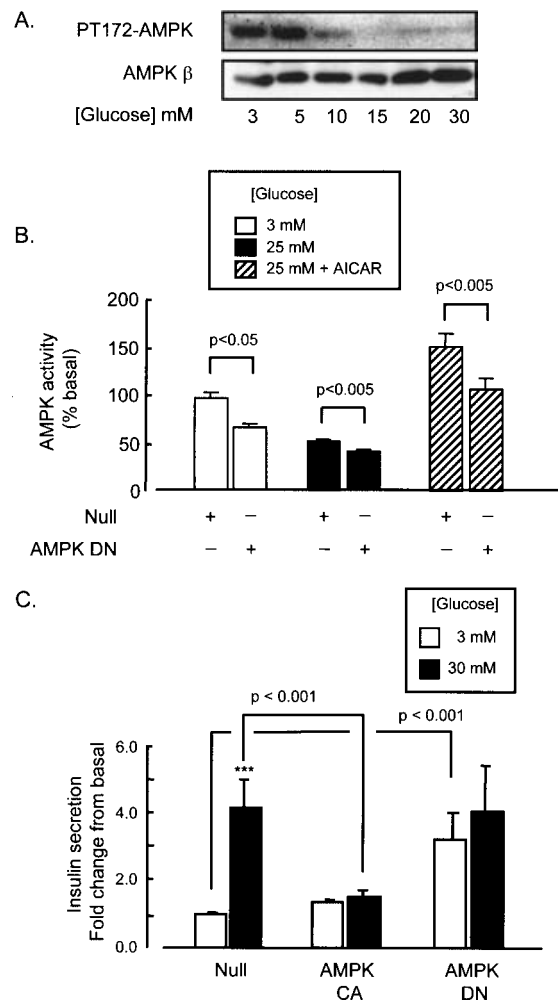 A.
PT172-AMPK
AMPK β
[Glucose] mM 3 5 10 15 20 30
[Glucose]
3 mM
25 mM
25 mM + AICAR
B.
AMPK activity
(% basal)
200
150
100
50
0
p<0.05
p<0.005
p<0.005
Null + − + − + −
AMPK DN − + − + − +
C.
[Glucose]
3 mM
30 mM
p < 0.001
p < 0.001
Insulin secretion
Fold change from basal
6.0
4.0
2.0
0.0
***
Null
AMPK
CA
AMPK
DN